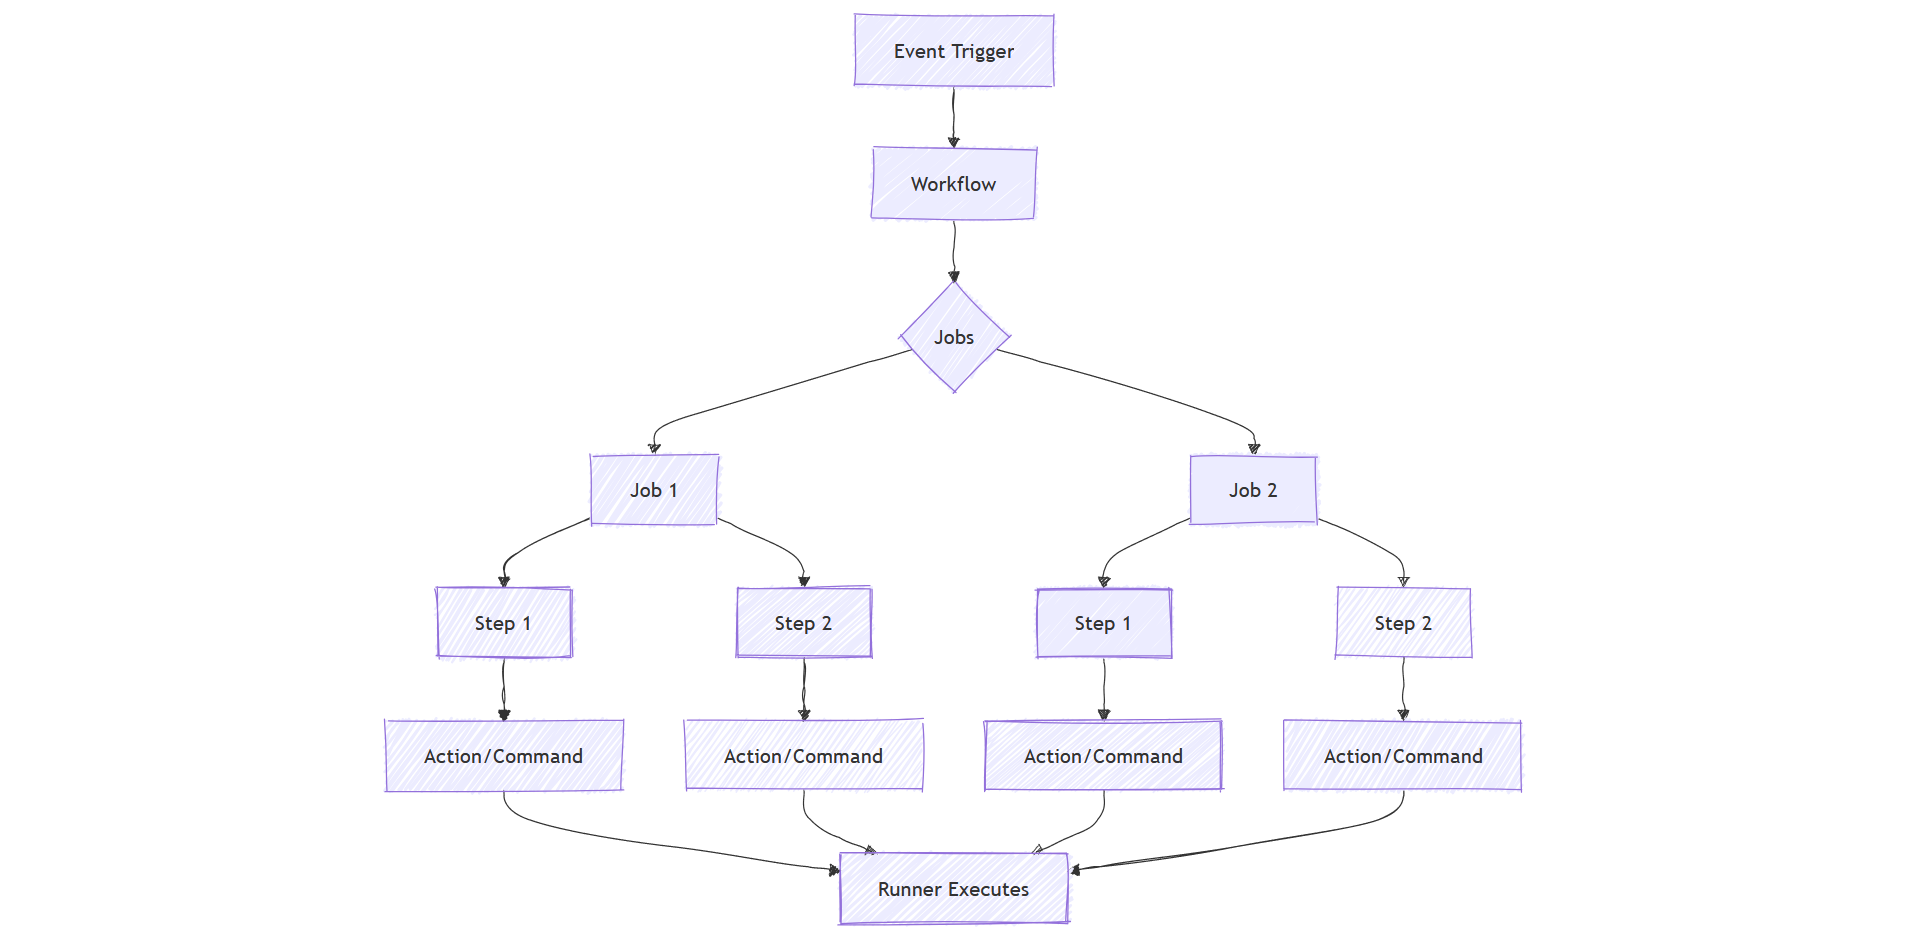 Event Trigger
Workflow
Jobs
Job 1
Job 2
Step 1
Step 2
Step 1
Step 2
Action/Command
Action/Command
Action/Command
Action/Command
Runner Executes